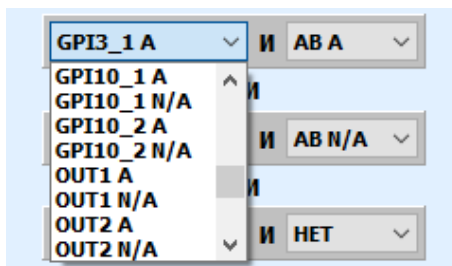 GPI3_1 A И AB A
GPI10_1 A
GPI10_1 N/A И
GPI10_2 A
GPI10_2 N/A И AB N/A
OUT1 A
OUT1 N/A И
OUT2 A
OUT2 N/A И НЕТ